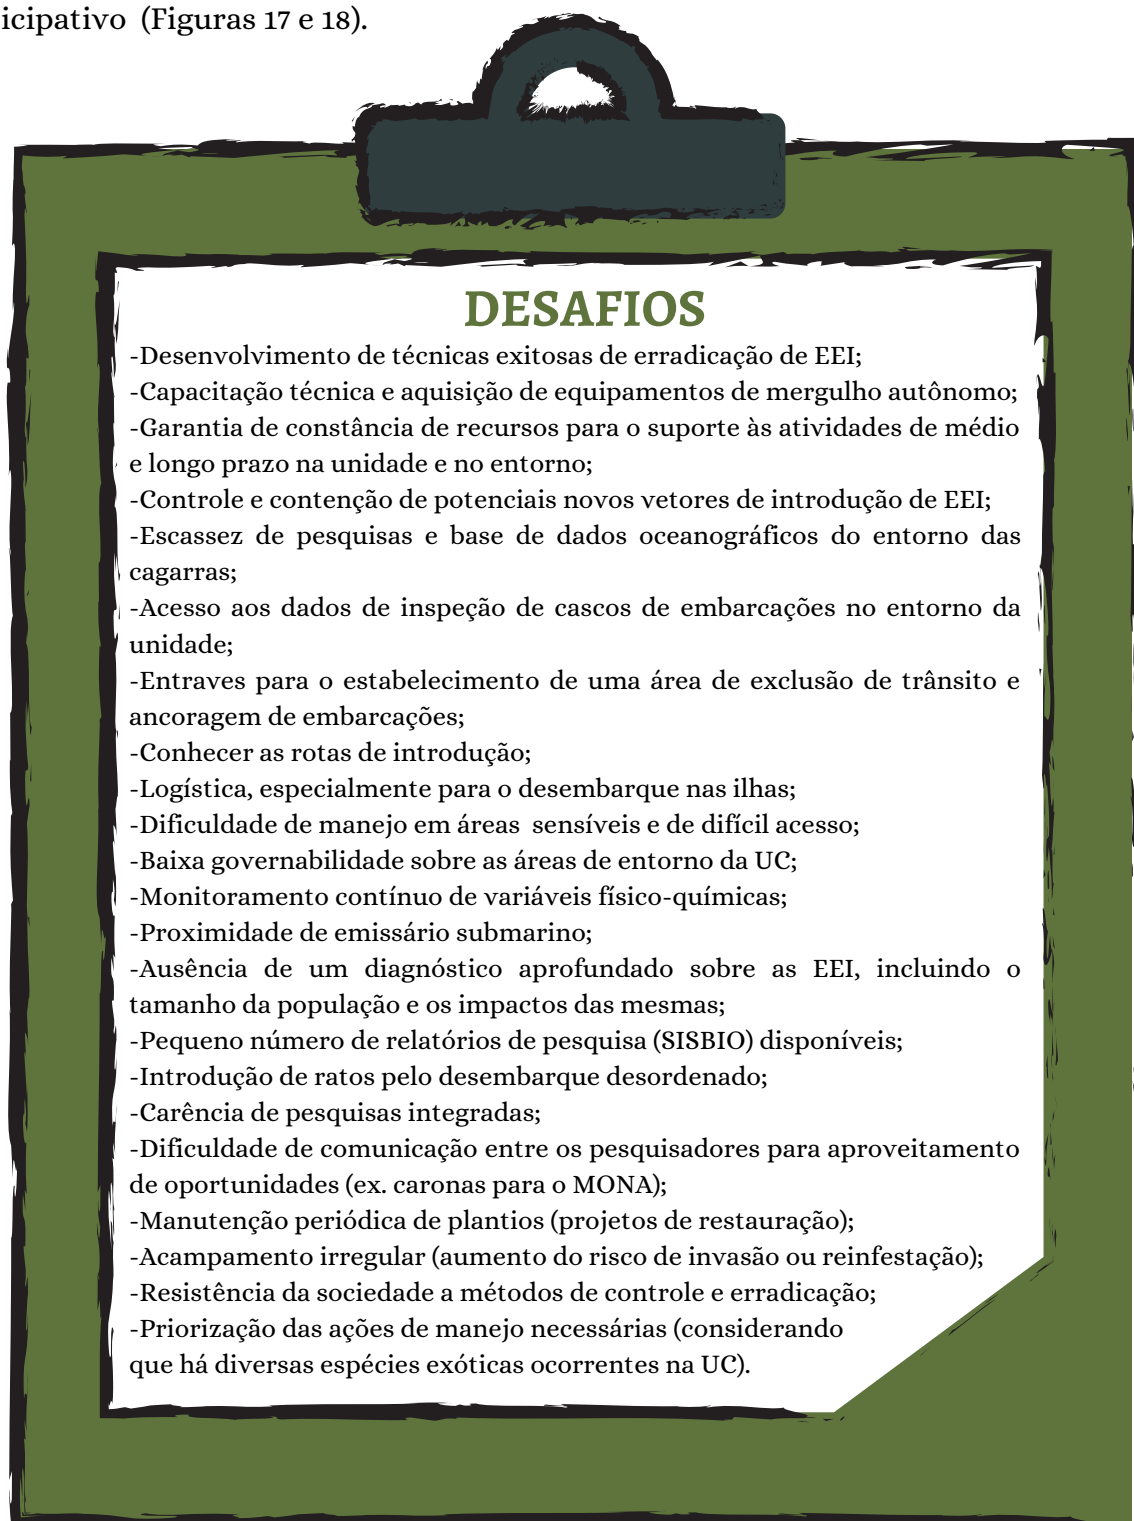 icipativo (Figuras 17 e 18).
DESAFIOS
-Desenvolvimento de técnicas exitosas de erradicação de EEI;
-Capacitação técnica e aquisição de equipamentos de mergulho autônomo;
-Garantia de constância de recursos para o suporte às atividades de médio
e longo prazo na unidade e no entorno;
-Controle e contenção de potenciais novos vetores de introdução de EEI;
-Escassez de pesquisas e base de dados oceanográficos do entorno das
cagarras;
-Acesso aos dados de inspeção de cascos de embarcações no entorno da
unidade;
-Entraves para o estabelecimento de uma área de exclusão de trânsito e
ancoragem de embarcações;
-Conhecer as rotas de introdução;
-Logística, especialmente para o desembarque nas ilhas;
-Dificuldade de manejo em áreas sensíveis e de difícil acesso;
-Baixa governabilidade sobre as áreas de entorno da UC;
-Monitoramento contínuo de variáveis físico-químicas;
-Proximidade de emissário submarino;
-Ausência de um diagnóstico aprofundado sobre as EEI, incluindo o
tamanho da população e os impactos das mesmas;
-Pequeno número de relatórios de pesquisa (SISBIO) disponíveis;
-Introdução de ratos pelo desembarque desordenado;
-Carência de pesquisas integradas;
-Dificuldade de comunicação entre os pesquisadores para aproveitamento
de oportunidades (ex. caronas para o MONA);
-Manutenção periódica de plantios (projetos de restauração);
-Acampamento irregular (aumento do risco de invasão ou reinfestação);
-Resistência da sociedade a métodos de controle e erradicação;
-Priorização das ações de manejo necessárias (considerando
que há diversas espécies exóticas ocorrentes na UC).